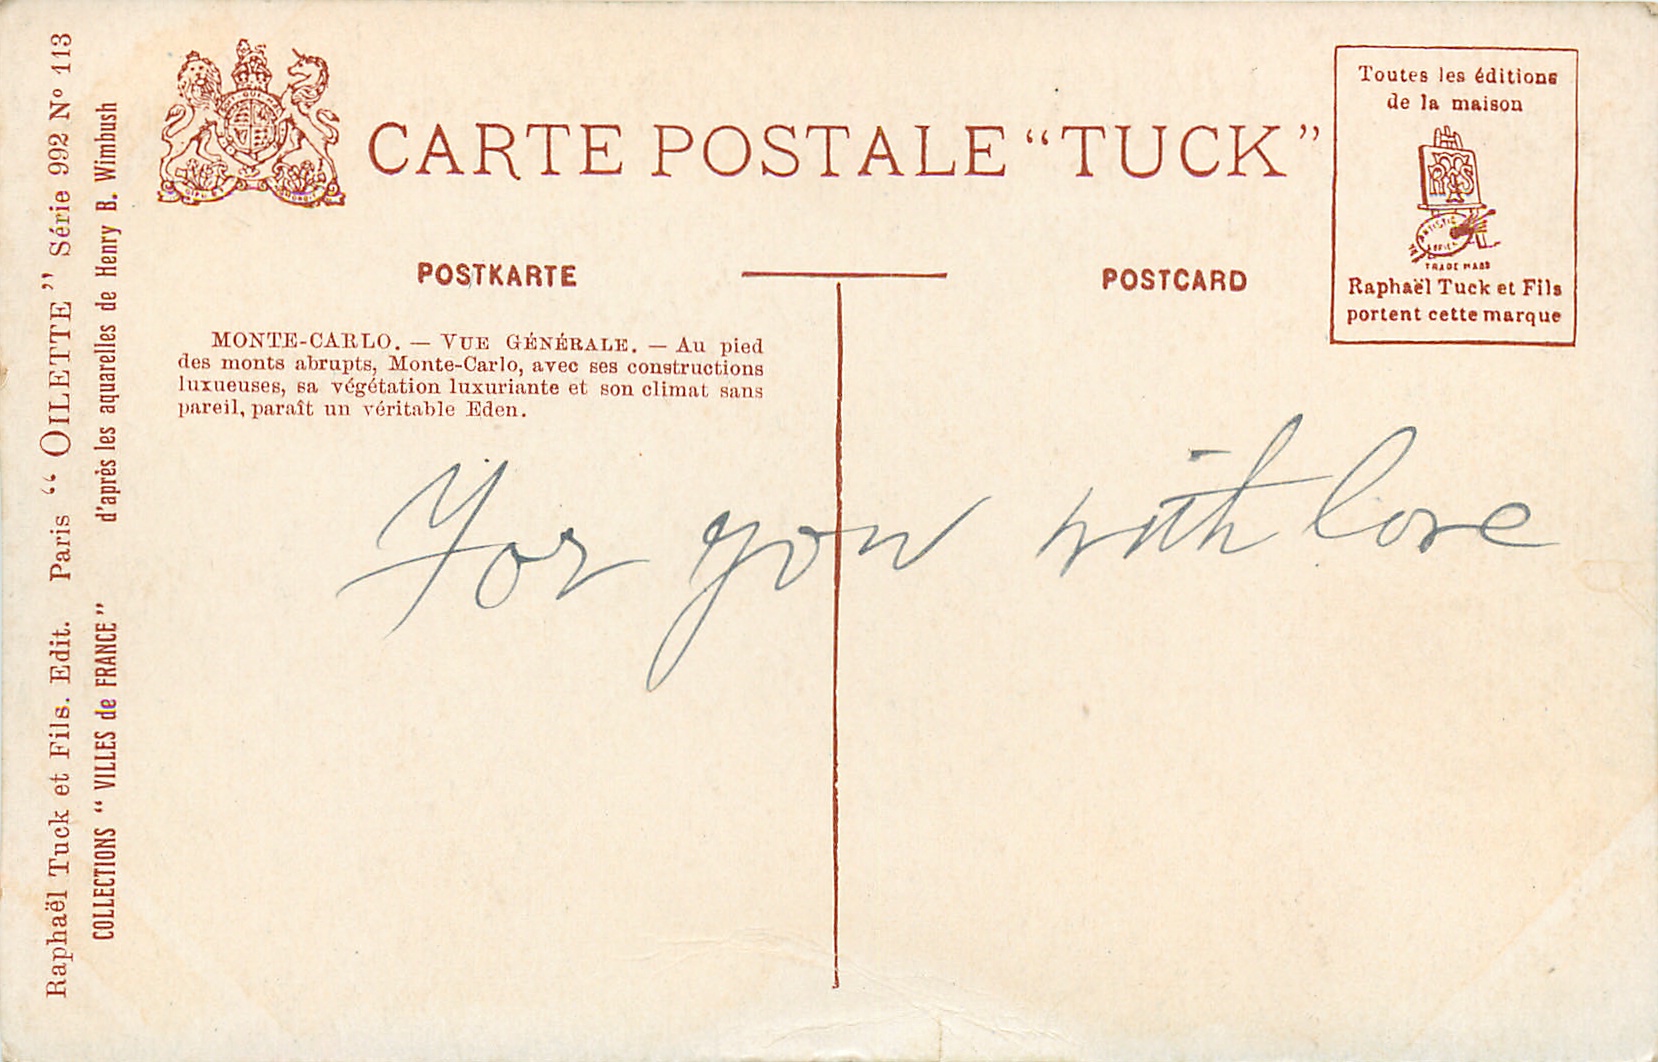 Raphaël Tuck et Fils. Edit. Paris “ OILETTE ” Série 992 Nº 113
COLLECTIONS “ VILLES de FRANCE ” d'après les aquarelles de Henry B. Wimbush
CARTE POSTALE “TUCK”
POSTKARTE
POSTCARD
Toutes les éditions
de la maison
ARTISTIC
TRADE MARK
Raphaël Tuck et Fils
portent cette marque
MONTE-CARLO. — VUE GÉNÉRALE. — Au pied
des monts abrupts, Monte-Carlo, avec ses constructions
luxueuses, sa végétation luxuriante et son climat sans
pareil, paraît un véritable Eden.
For you with love